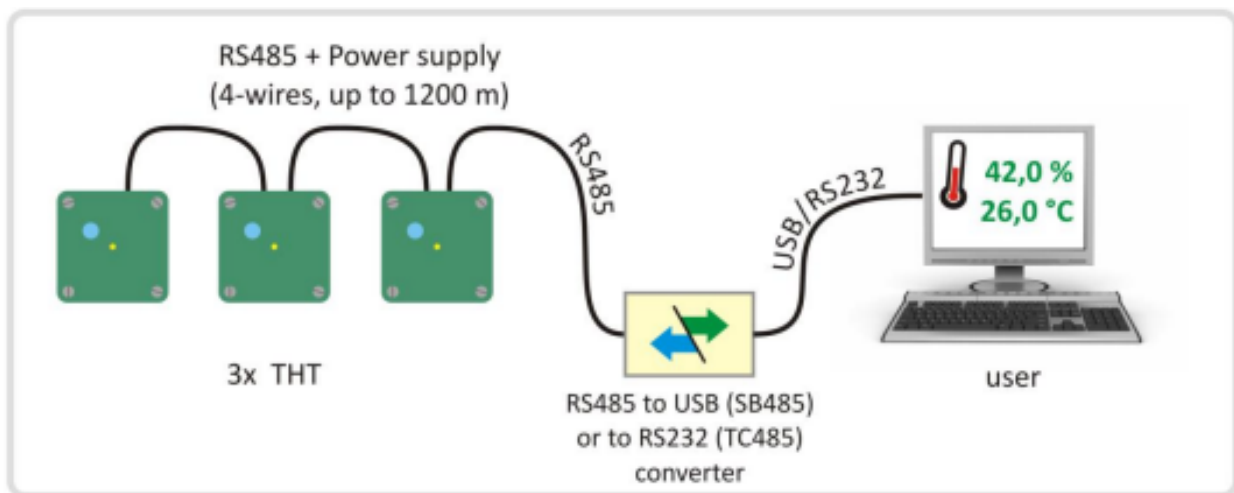 RS485 + Power supply
(4-wires, up to 1200 m)
RS485
USB/RS232
42,0 %
26,0 °C
3x THT
user
RS485 to USB (SB485)
or to RS232 (TC485)
converter